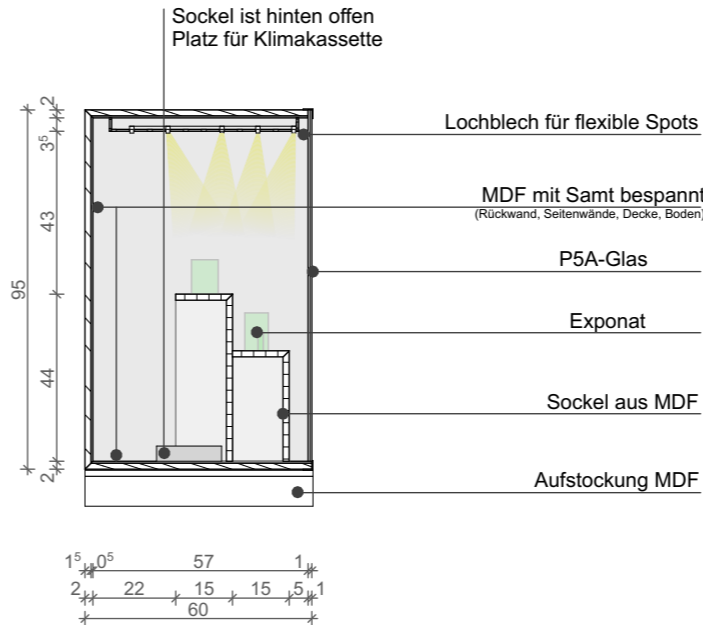 Sockel ist hinten offen
Platz für Klimakassette
Lochblech für flexible Spots
MDF mit Samt bespannt
(Rückwand, Seitenwände, Decke, Boden)
P5A-Glas
Exponat
Sockel aus MDF
Aufstockung MDF
2
3⁵
43
95
44
2
1⁵ 0⁵ 57 1
2 22 15 15 5 1
60